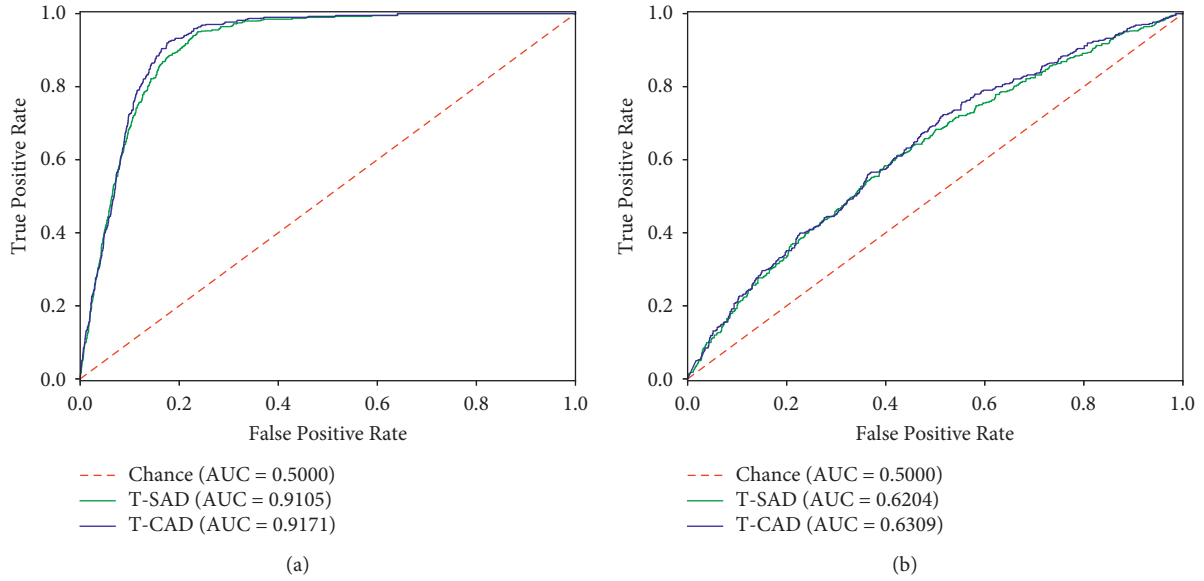 1.0
0.8
0.6
0.4
0.2
0.0
True Positive Rate
0.0 0.2 0.4 0.6 0.8 1.0
False Positive Rate
Chance (AUC = 0.5000)
T-SAD (AUC = 0.9105)
T-CAD (AUC = 0.9171)
(a)
1.0
0.8
0.6
0.4
0.2
0.0
True Positive Rate
0.0 0.2 0.4 0.6 0.8 1.0
False Positive Rate
Chance (AUC = 0.5000)
T-SAD (AUC = 0.6204)
T-CAD (AUC = 0.6309)
(b)